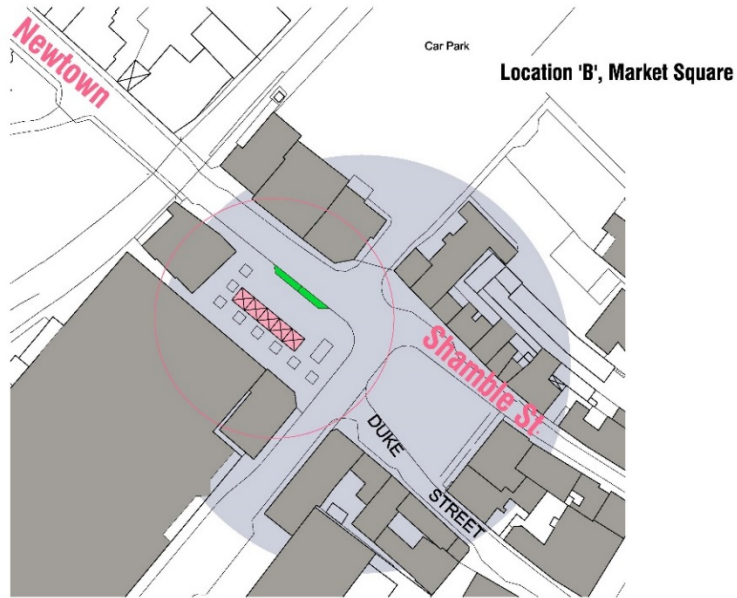 Newtown
Car Park
Location 'B', Market Square
Shamble St.
DUKE
STREET